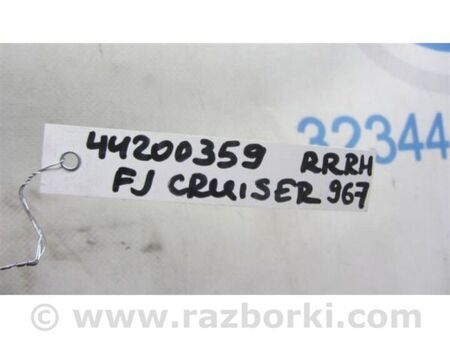 32344
44200359 RRRH
FJ CRUISER 967
© www.razborki.com